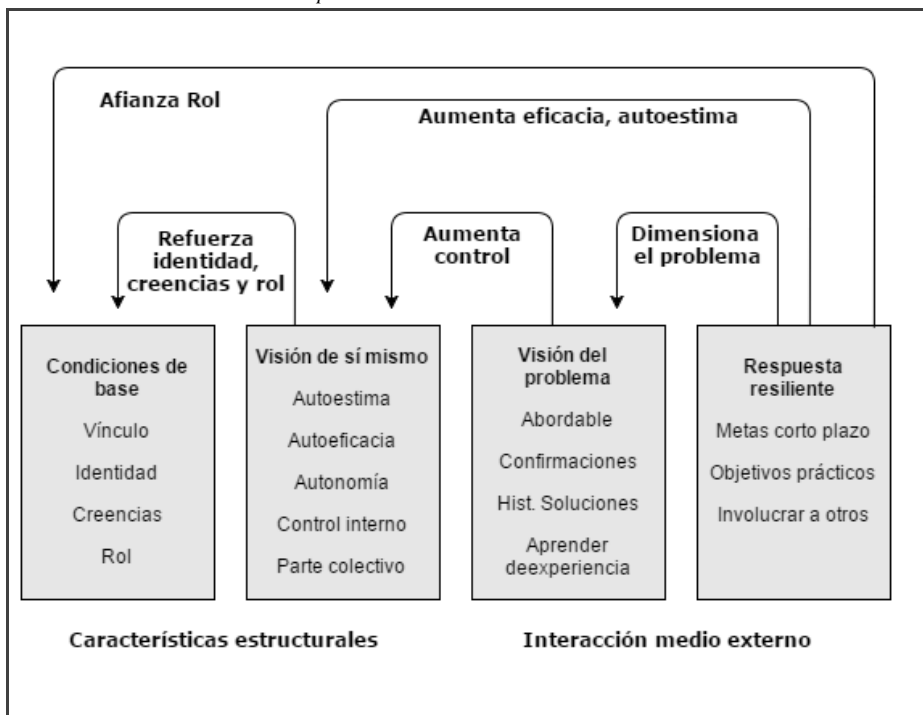 Afianza Rol
Aumenta eficacia, autoestima
Refuerza
identidad,
creencias y rol
Aumenta
control
Dimensiona
el problema
Condiciones de
base
Vínculo
Identidad
Creencias
Rol
Visión de sí mismo
Autoestima
Autoeficacia
Autonomía
Control interno
Parte colectivo
Visión del
problema
Abordable
Confirmaciones
Hist. Soluciones
Aprender
deexperiencia
Respuesta
resiliente
Metas corto plazo
Objetivos prácticos
Involucrar a otros
Características estructurales
Interacción medio externo